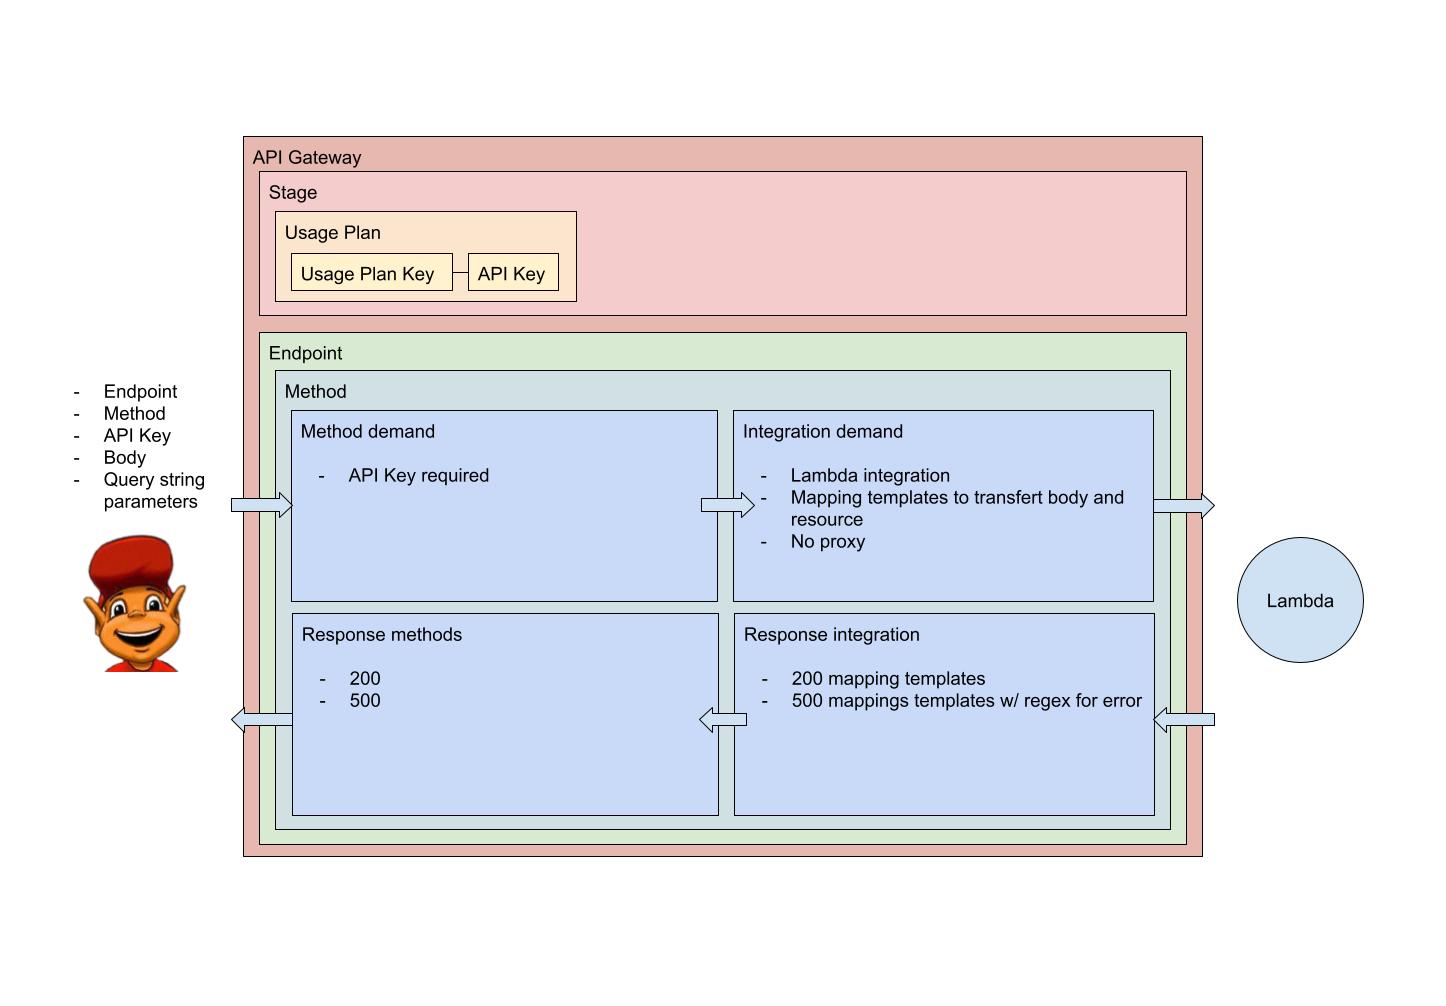 API Gateway
Stage
Usage Plan
Usage Plan Key
API Key
Endpoint
Method
- Endpoint
- Method
- API Key
- Body
- Query string
parameters
Method demand
- API Key required
Integration demand
- Lambda integration
- Mapping templates to transfert body and
resource
- No proxy
Lambda
Response methods
- 200
- 500
Response integration
- 200 mapping templates
- 500 mappings templates w/ regex for error